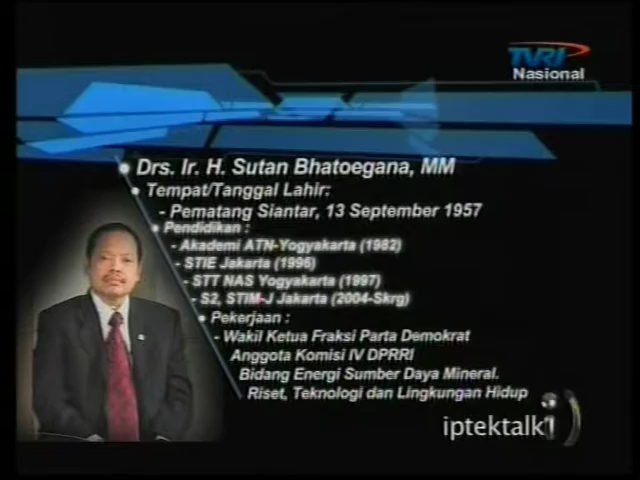 TVRI
Nasional
Drs. Ir. H. Sutan Bhatoegana, MM
Tempat/Tanggal Lahir:
- Pematang Siantar, 13 September 1957
Pendidikan :
- Akademi ATN-Yogyakarta (1982)
- STIE Jakarta (1996)
- STT NAS Yogyakarta (1997)
- S2, STIM-J Jakarta (2004-Skrg)
Pekerjaan :
- Wakil Ketua Fraksi Parta Demokrat
Anggota Komisi IV DPRRI
Bidang Energi Sumber Daya Mineral.
Riset, Teknologi dan Lingkungan Hidup
iptektalk